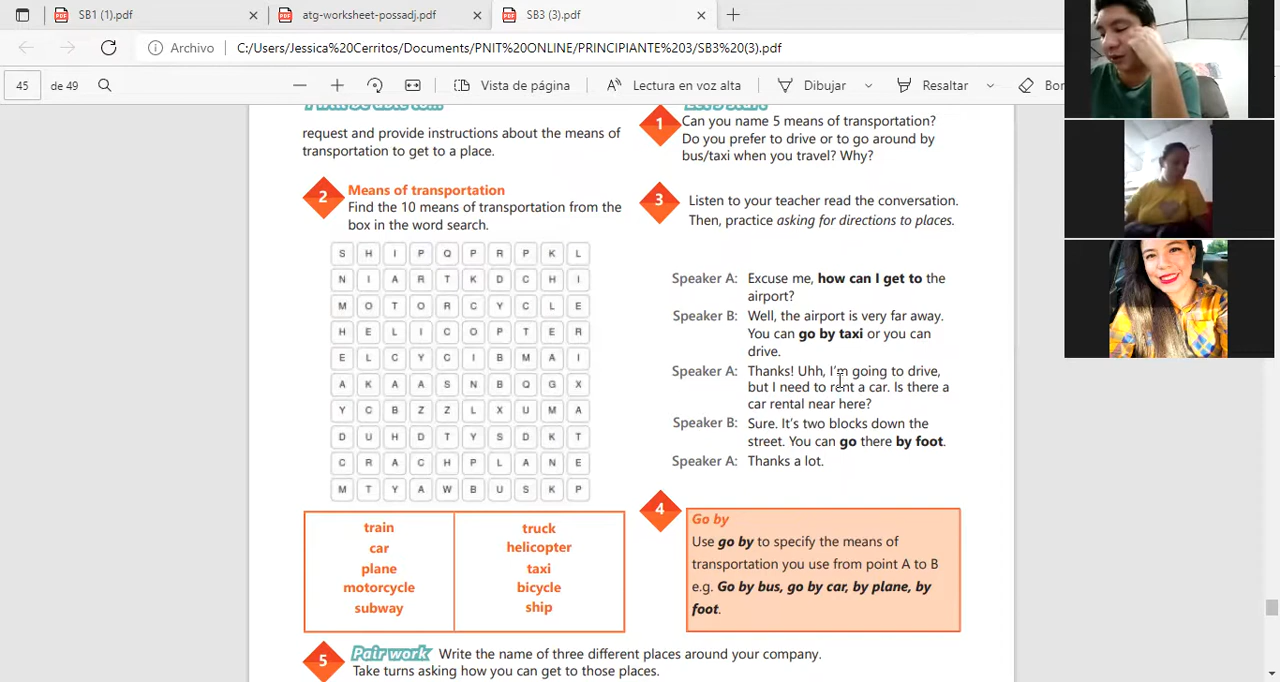 SB1 (1).pdf
atg-worksheet-possadj.pdf
SB3 (3).pdf
Archivo
C:/Users/Jessica%20Cerritos/Documents/PNIT%20ONLINE/PRINCIPIANTE%203/SB3%20(3).pdf
45 de 49
Vista de página
Lectura en voz alta
Dibujar
Resaltar
Bor
request and provide instructions about the means of
transportation to get to a place.
2 Means of transportation
Find the 10 means of transportation from the
box in the word search.
S H I P Q P R P K L
N I A R T K D C H I
M O T O R C Y C L E
H E L I C O P T E R
E L C Y C I B M A I
A K A A S N B Q G X
Y C B Z Z L X U M A
D U H D T Y S D K T
C R A C H P L A N E
M T Y A W B U S K P
train
car
plane
motorcycle
subway
truck
helicopter
taxi
bicycle
ship
1 Can you name 5 means of transportation?
Do you prefer to drive or to go around by
bus/taxi when you travel? Why?
3 Listen to your teacher read the conversation.
Then, practice asking for directions to places.
Speaker A: Excuse me, how can I get to the
airport?
Speaker B: Well, the airport is very far away.
You can go by taxi or you can
drive.
Speaker A: Thanks! Uhh, I'm going to drive,
but I need to rent a car. Is there a
car rental near here?
Speaker B: Sure. It's two blocks down the
street. You can go there by foot.
Speaker A: Thanks a lot.
4 Go by
Use go by to specify the means of
transportation you use from point A to B
e.g. Go by bus, go by car, by plane, by
foot.
5 Pair work Write the name of three different places around your company.
Take turns asking how you can get to those places.